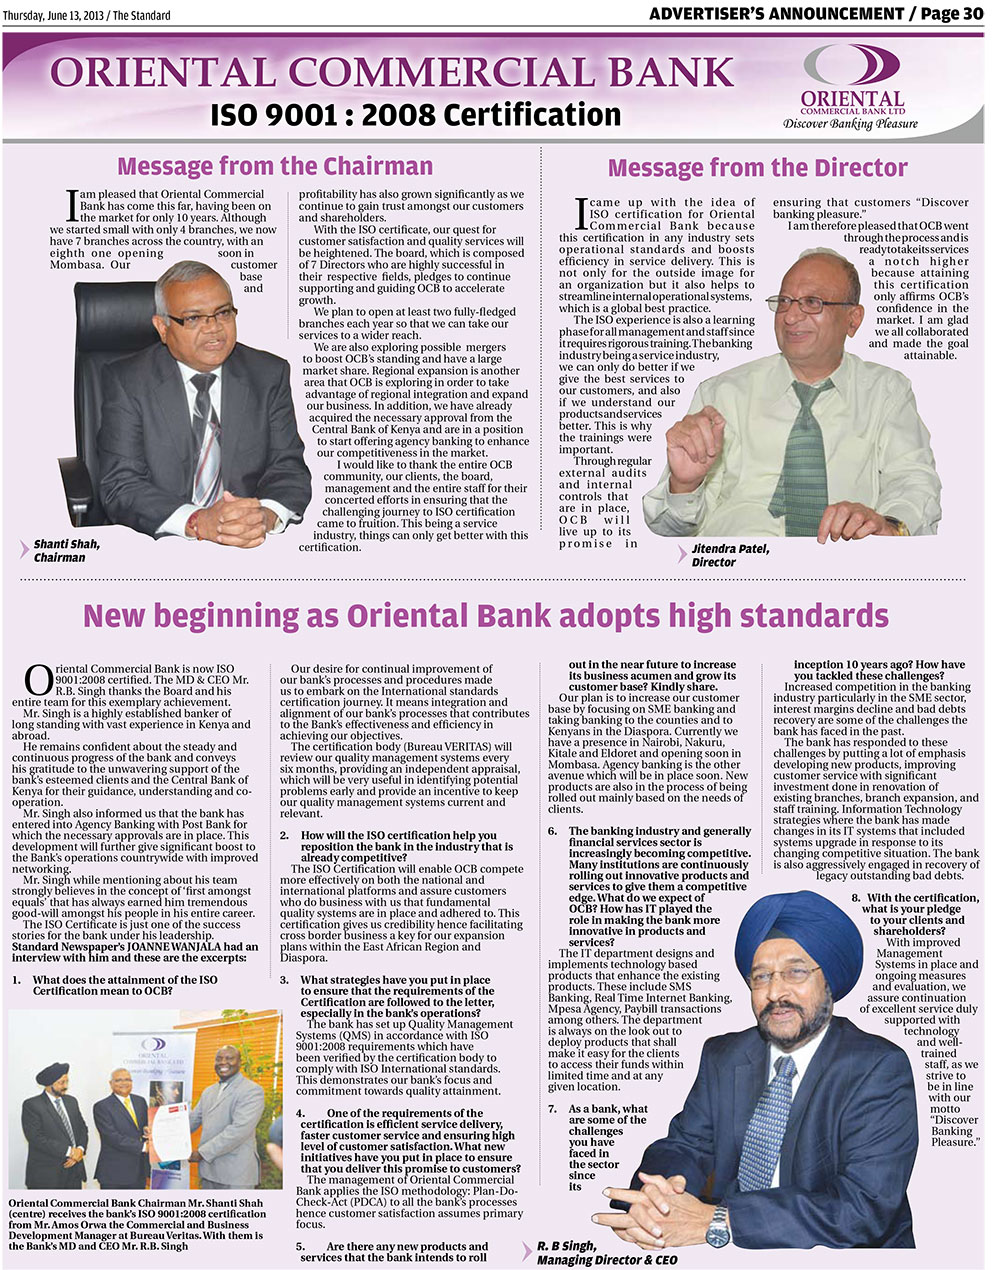 Thursday, June 13, 2013 / The Standard
ADVERTISER'S ANNOUNCEMENT / Page 30
ORIENTAL COMMERCIAL BANK
ISO 9001 : 2008 Certification
ORIENTAL
COMMERCIAL BANK LTD
Discover Banking Pleasure
Message from the Chairman
I am pleased that Oriental Commercial
Bank has come this far, having been on
the market for only 10 years. Although
we started small with only 4 branches, we now
have 7 branches across the country, with an
eighth one opening soon in
Mombasa. Our customer
base
and
profitability has also grown significantly as we
continue to gain trust amongst our customers
and shareholders.
With the ISO certificate, our quest for
customer satisfaction and quality services will
be heightened. The board, which is composed
of 7 Directors who are highly successful in
their respective fields, pledges to continue
supporting and guiding OCB to accelerate
growth.
We plan to open at least two fully-fledged
branches each year so that we can take our
services to a wider reach.
We are also exploring possible mergers
to boost OCB's standing and have a large
market share. Regional expansion is another
area that OCB is exploring in order to take
advantage of regional integration and expand
our business. In addition, we have already
acquired the necessary approval from the
Central Bank of Kenya and are in a position
to start offering agency banking to enhance
our competitiveness in the market.
I would like to thank the entire OCB
community, our clients, the board,
management and the entire staff for their
concerted efforts in ensuring that the
challenging journey to ISO certification
came to fruition. This being a service
industry, things can only get better with this
certification.
Shanti Shah,
Chairman
Message from the Director
I came up with the idea of
ISO certification for Oriental
Commercial Bank because
this certification in any industry sets
operational standards and boosts
efficiency in service delivery. This is
not only for the outside image for
an organization but it also helps to
streamline internal operational systems,
which is a global best practice.
The ISO experience is also a learning
phase for all management and staff since
it requires rigorous training. The banking
industry being a service industry,
we can only do better if we
give the best services to
our customers, and also
if we understand our
products and services
better. This is why
the trainings were
important.
Through regular
external audits
and internal
controls that
are in place,
OCB will
live up to its
promise in
ensuring that customers "Discover
banking pleasure."
I am therefore pleased that OCB went
through the process and is
ready to take its services
a notch higher
because attaining
this certification
only affirms OCB's
confidence in the
market. I am glad
we all collaborated
and made the goal
attainable.
Jitendra Patel,
Director
New beginning as Oriental Bank adopts high standards
Oriental Commercial Bank is now ISO
9001:2008 certified. The MD & CEO Mr.
R.B. Singh thanks the Board and his
entire team for this exemplary achievement.
Mr. Singh is a highly established banker of
long standing with vast experience in Kenya and
abroad.
He remains confident about the steady and
continuous progress of the bank and conveys
his gratitude to the unwavering support of the
bank's esteemed clients and the Central Bank of
Kenya for their guidance, understanding and co-
operation.
Mr. Singh also informed us that the bank has
entered into Agency Banking with Post Bank for
which the necessary approvals are in place. This
development will further give significant boost to
the Bank's operations countrywide with improved
networking.
Mr. Singh while mentioning about his team
strongly believes in the concept of 'first amongst
equals' that has always earned him tremendous
good-will amongst his people in his entire career.
The ISO Certificate is just one of the success
stories for the bank under his leadership.
Standard Newspaper's JOANNE WANJALA had an
interview with him and these are the excerpts:
1. What does the attainment of the ISO
Certification mean to OCB?
ORIENTAL
COMMERCIAL BANK LTD
Oriental Commercial Bank Chairman Mr. Shanti Shah
(centre) receives the bank's ISO 9001:2008 certification
from Mr. Amos Orwa the Commercial and Business
Development Manager at Bureau Veritas. With them is
the Bank's MD and CEO Mr. R.B. Singh
Our desire for continual improvement of
our bank's processes and procedures made
us to embark on the International standards
certification journey. It means integration and
alignment of our bank's processes that contributes
to the Bank's effectiveness and efficiency in
achieving our objectives.
The certification body (Bureau VERITAS) will
review our quality management systems every
six months, providing an independent appraisal,
which will be very useful in identifying potential
problems early and provide an incentive to keep
our quality management systems current and
relevant.
2. How will the ISO certification help you
reposition the bank in the industry that is
already competitive?
The ISO Certification will enable OCB compete
more effectively on both the national and
international platforms and assure customers
who do business with us that fundamental
quality systems are in place and adhered to. This
certification gives us credibility hence facilitating
cross border business a key for our expansion
plans within the East African Region and
Diaspora.
3. What strategies have you put in place
to ensure that the requirements of the
Certification are followed to the letter,
especially in the bank's operations?
The bank has set up Quality Management
Systems (QMS) in accordance with ISO
9001:2008 requirements which have
been verified by the certification body to
comply with ISO International standards.
This demonstrates our bank's focus and
commitment towards quality attainment.
4. One of the requirements of the
certification is efficient service delivery,
faster customer service and ensuring high
level of customer satisfaction. What new
initiatives have you put in place to ensure
that you deliver this promise to customers?
The management of Oriental Commercial
Bank applies the ISO methodology: Plan-Do-
Check-Act (PDCA) to all the bank's processes
hence customer satisfaction assumes primary
focus.
5. Are there any new products and
services that the bank intends to roll
out in the near future to increase
its business acumen and grow its
customer base? Kindly share.
Our plan is to increase our customer
base by focusing on SME banking and
taking banking to the counties and to
Kenyans in the Diaspora. Currently we
have a presence in Nairobi, Nakuru,
Kitale and Eldoret and opening soon in
Mombasa. Agency banking is the other
avenue which will be in place soon. New
products are also in the process of being
rolled out mainly based on the needs of
clients.
6. The banking industry and generally
financial services sector is
increasingly becoming competitive.
Many institutions are continuously
rolling out innovative products and
services to give them a competitive
edge. What do we expect of
OCB? How has IT played the
role in making the bank more
innovative in products and
services?
The IT department designs and
implements technology based
products that enhance the existing
products. These include SMS
Banking, Real Time Internet Banking,
Mpesa Agency, Paybill transactions
among others. The department
is always on the look out to
deploy products that shall
make it easy for the clients
to access their funds within
limited time and at any
given location.
7. As a bank, what
are some of the
challenges
you have
faced in
the sector
since
its
inception 10 years ago? How have
you tackled these challenges?
Increased competition in the banking
industry particularly in the SME sector,
interest margins decline and bad debts
recovery are some of the challenges the
bank has faced in the past.
The bank has responded to these
challenges by putting a lot of emphasis
developing new products, improving
customer service with significant
investment done in renovation of
existing branches, branch expansion, and
staff training. Information Technology
strategies where the bank has made
changes in its IT systems that included
systems upgrade in response to its
changing competitive situation. The bank
is also aggressively engaged in recovery of
legacy outstanding bad debts.
8. With the certification,
what is your pledge
to your clients and
shareholders?
With improved
Management
Systems in place and
ongoing measures
and evaluation, we
assure continuation
of excellent service duly
supported with
technology
and well-
trained
staff, as we
strive to
be in line
with our
motto
"Discover
Banking
Pleasure."
R. B Singh,
Managing Director & CEO